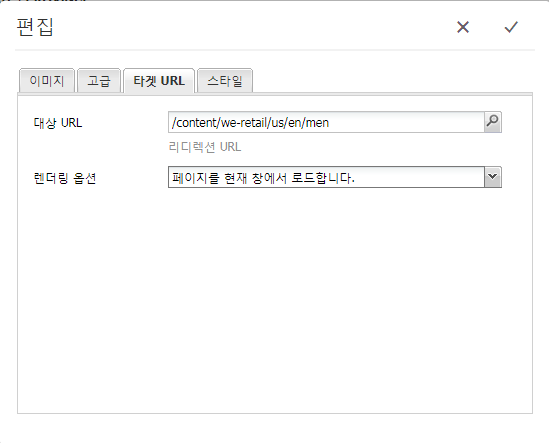 편집
이미지 고급 타겟 URL 스타일
대상 URL /content/we-retail/us/en/men
리디렉션 URL
렌더링 옵션 페이지를 현재 창에서 로드합니다.